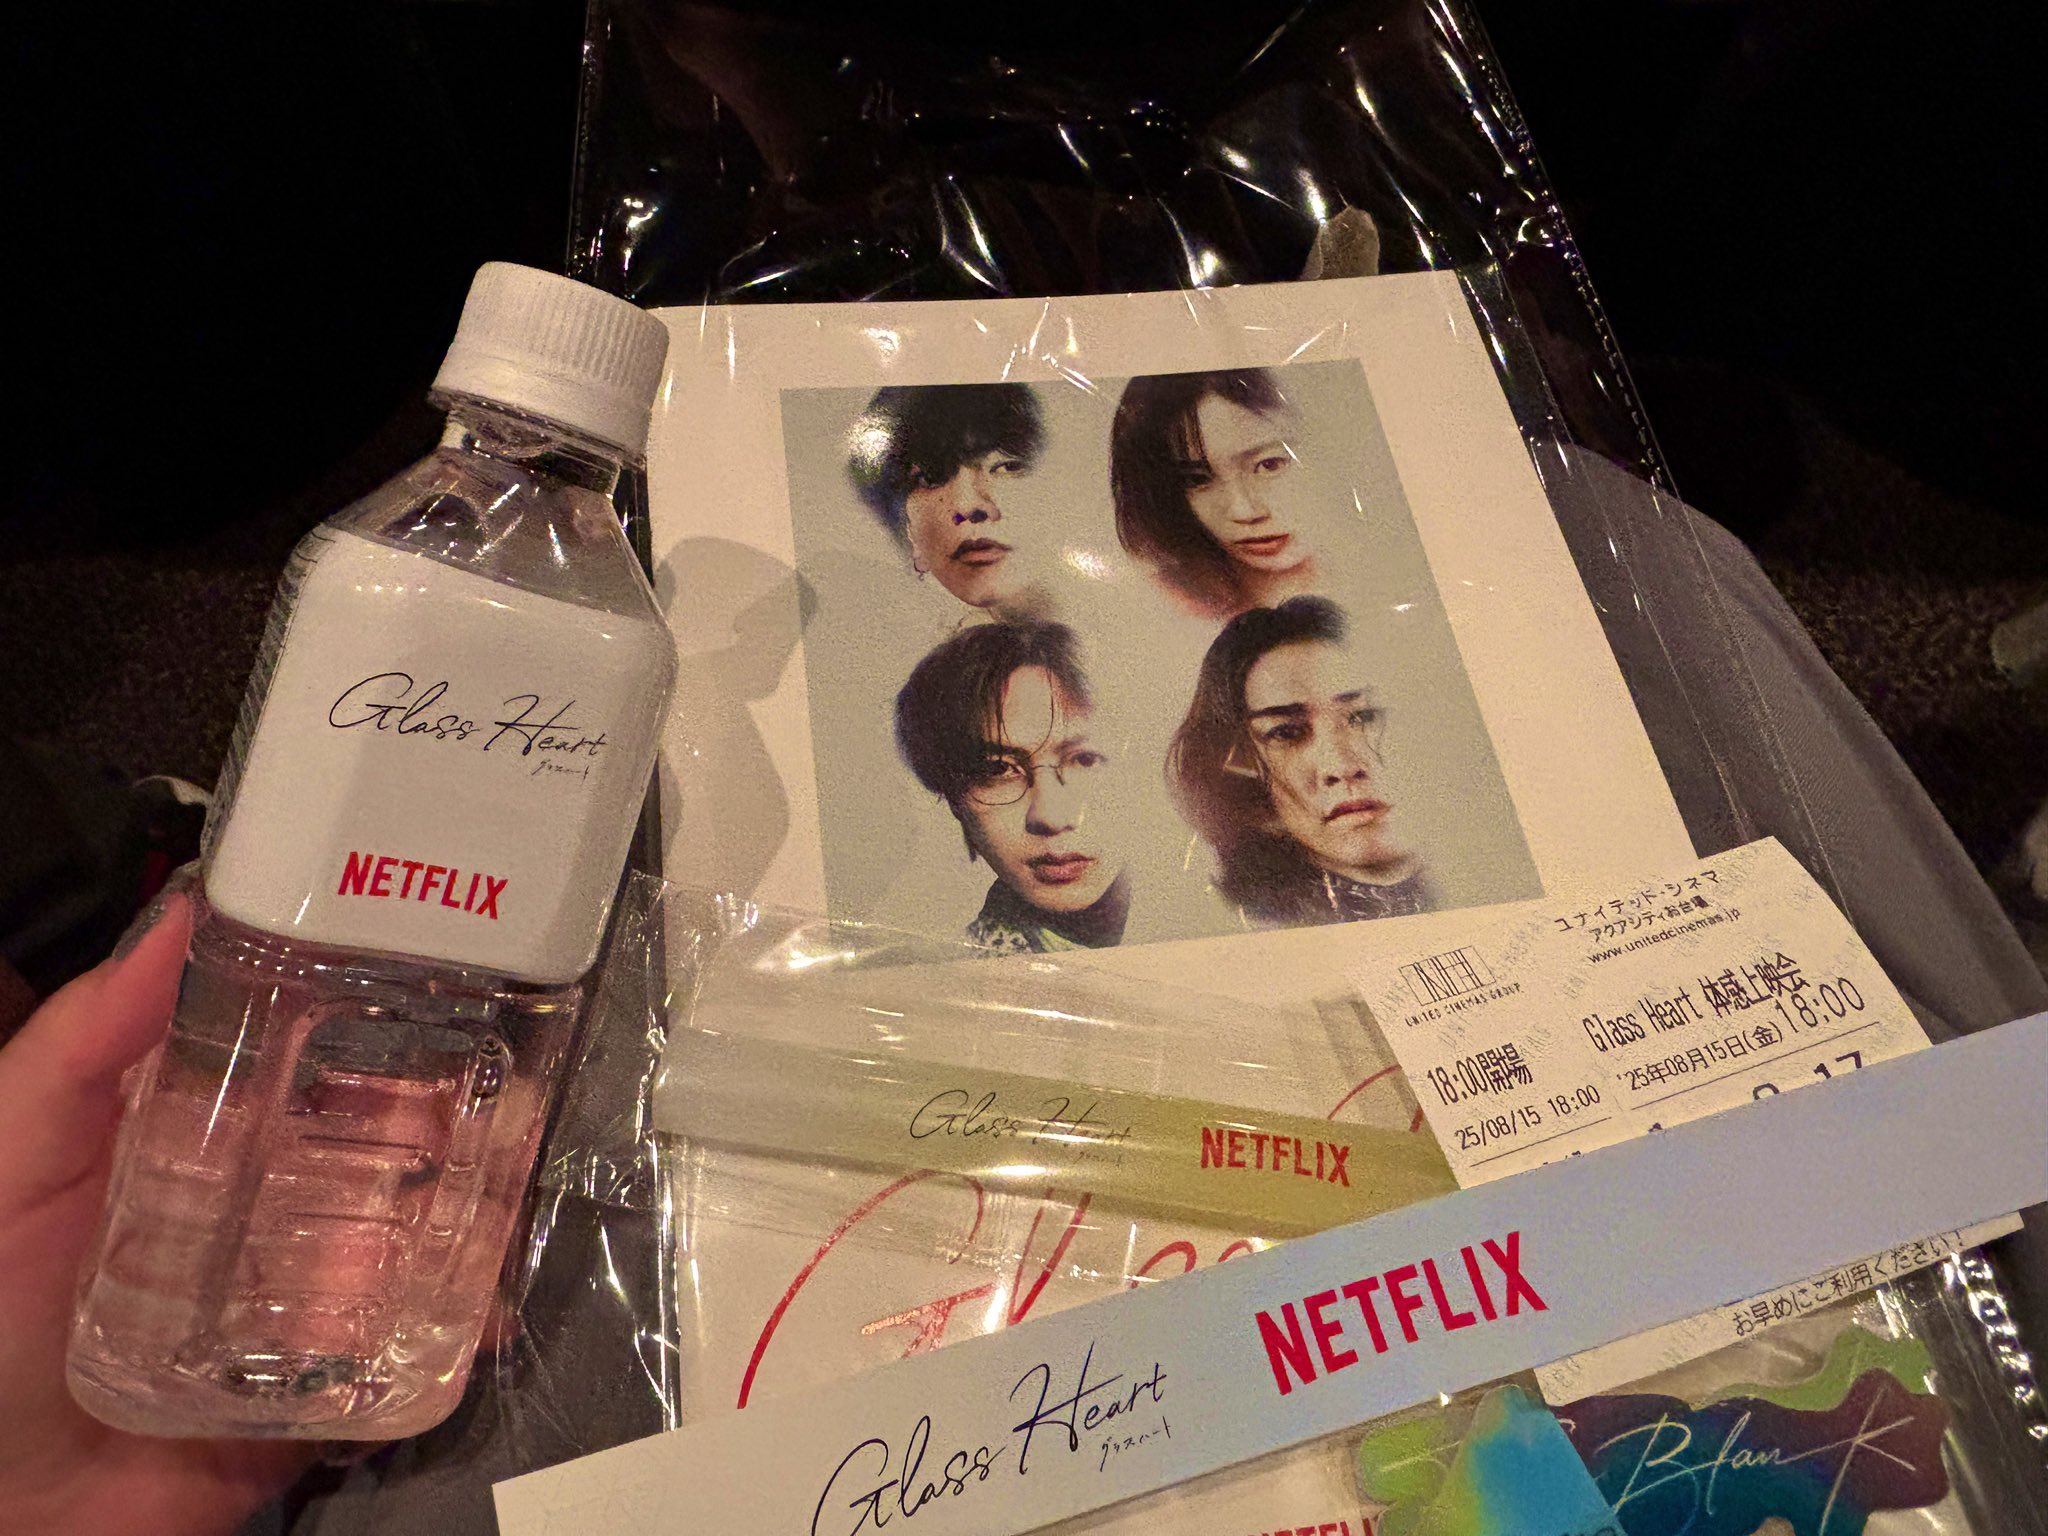 Glass Heart
グラスハート
NETFLIX
ユナイテッド・シネマ
アクアシティお台場
www.unitedcinemas.jp
UNITED CINEMAS GROUP
Glass Heart 体感上映会
18:00開場
'25年08月15日(金)18:00
25/08/15 18:00
Glass Heart
NETFLIX
お早めにご利用ください!
Glass Heart
グラスハート
NETFLIX
Blank